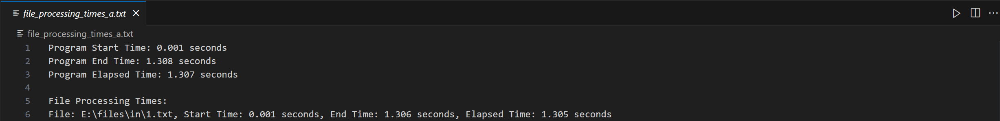 file_processing_times_a.txt
file_processing_times_a.txt
1 Program Start Time: 0.001 seconds
2 Program End Time: 1.308 seconds
3 Program Elapsed Time: 1.307 seconds
4
5 File Processing Times:
6 File: E:\files\in\1.txt, Start Time: 0.001 seconds, End Time: 1.306 seconds, Elapsed Time: 1.305 seconds